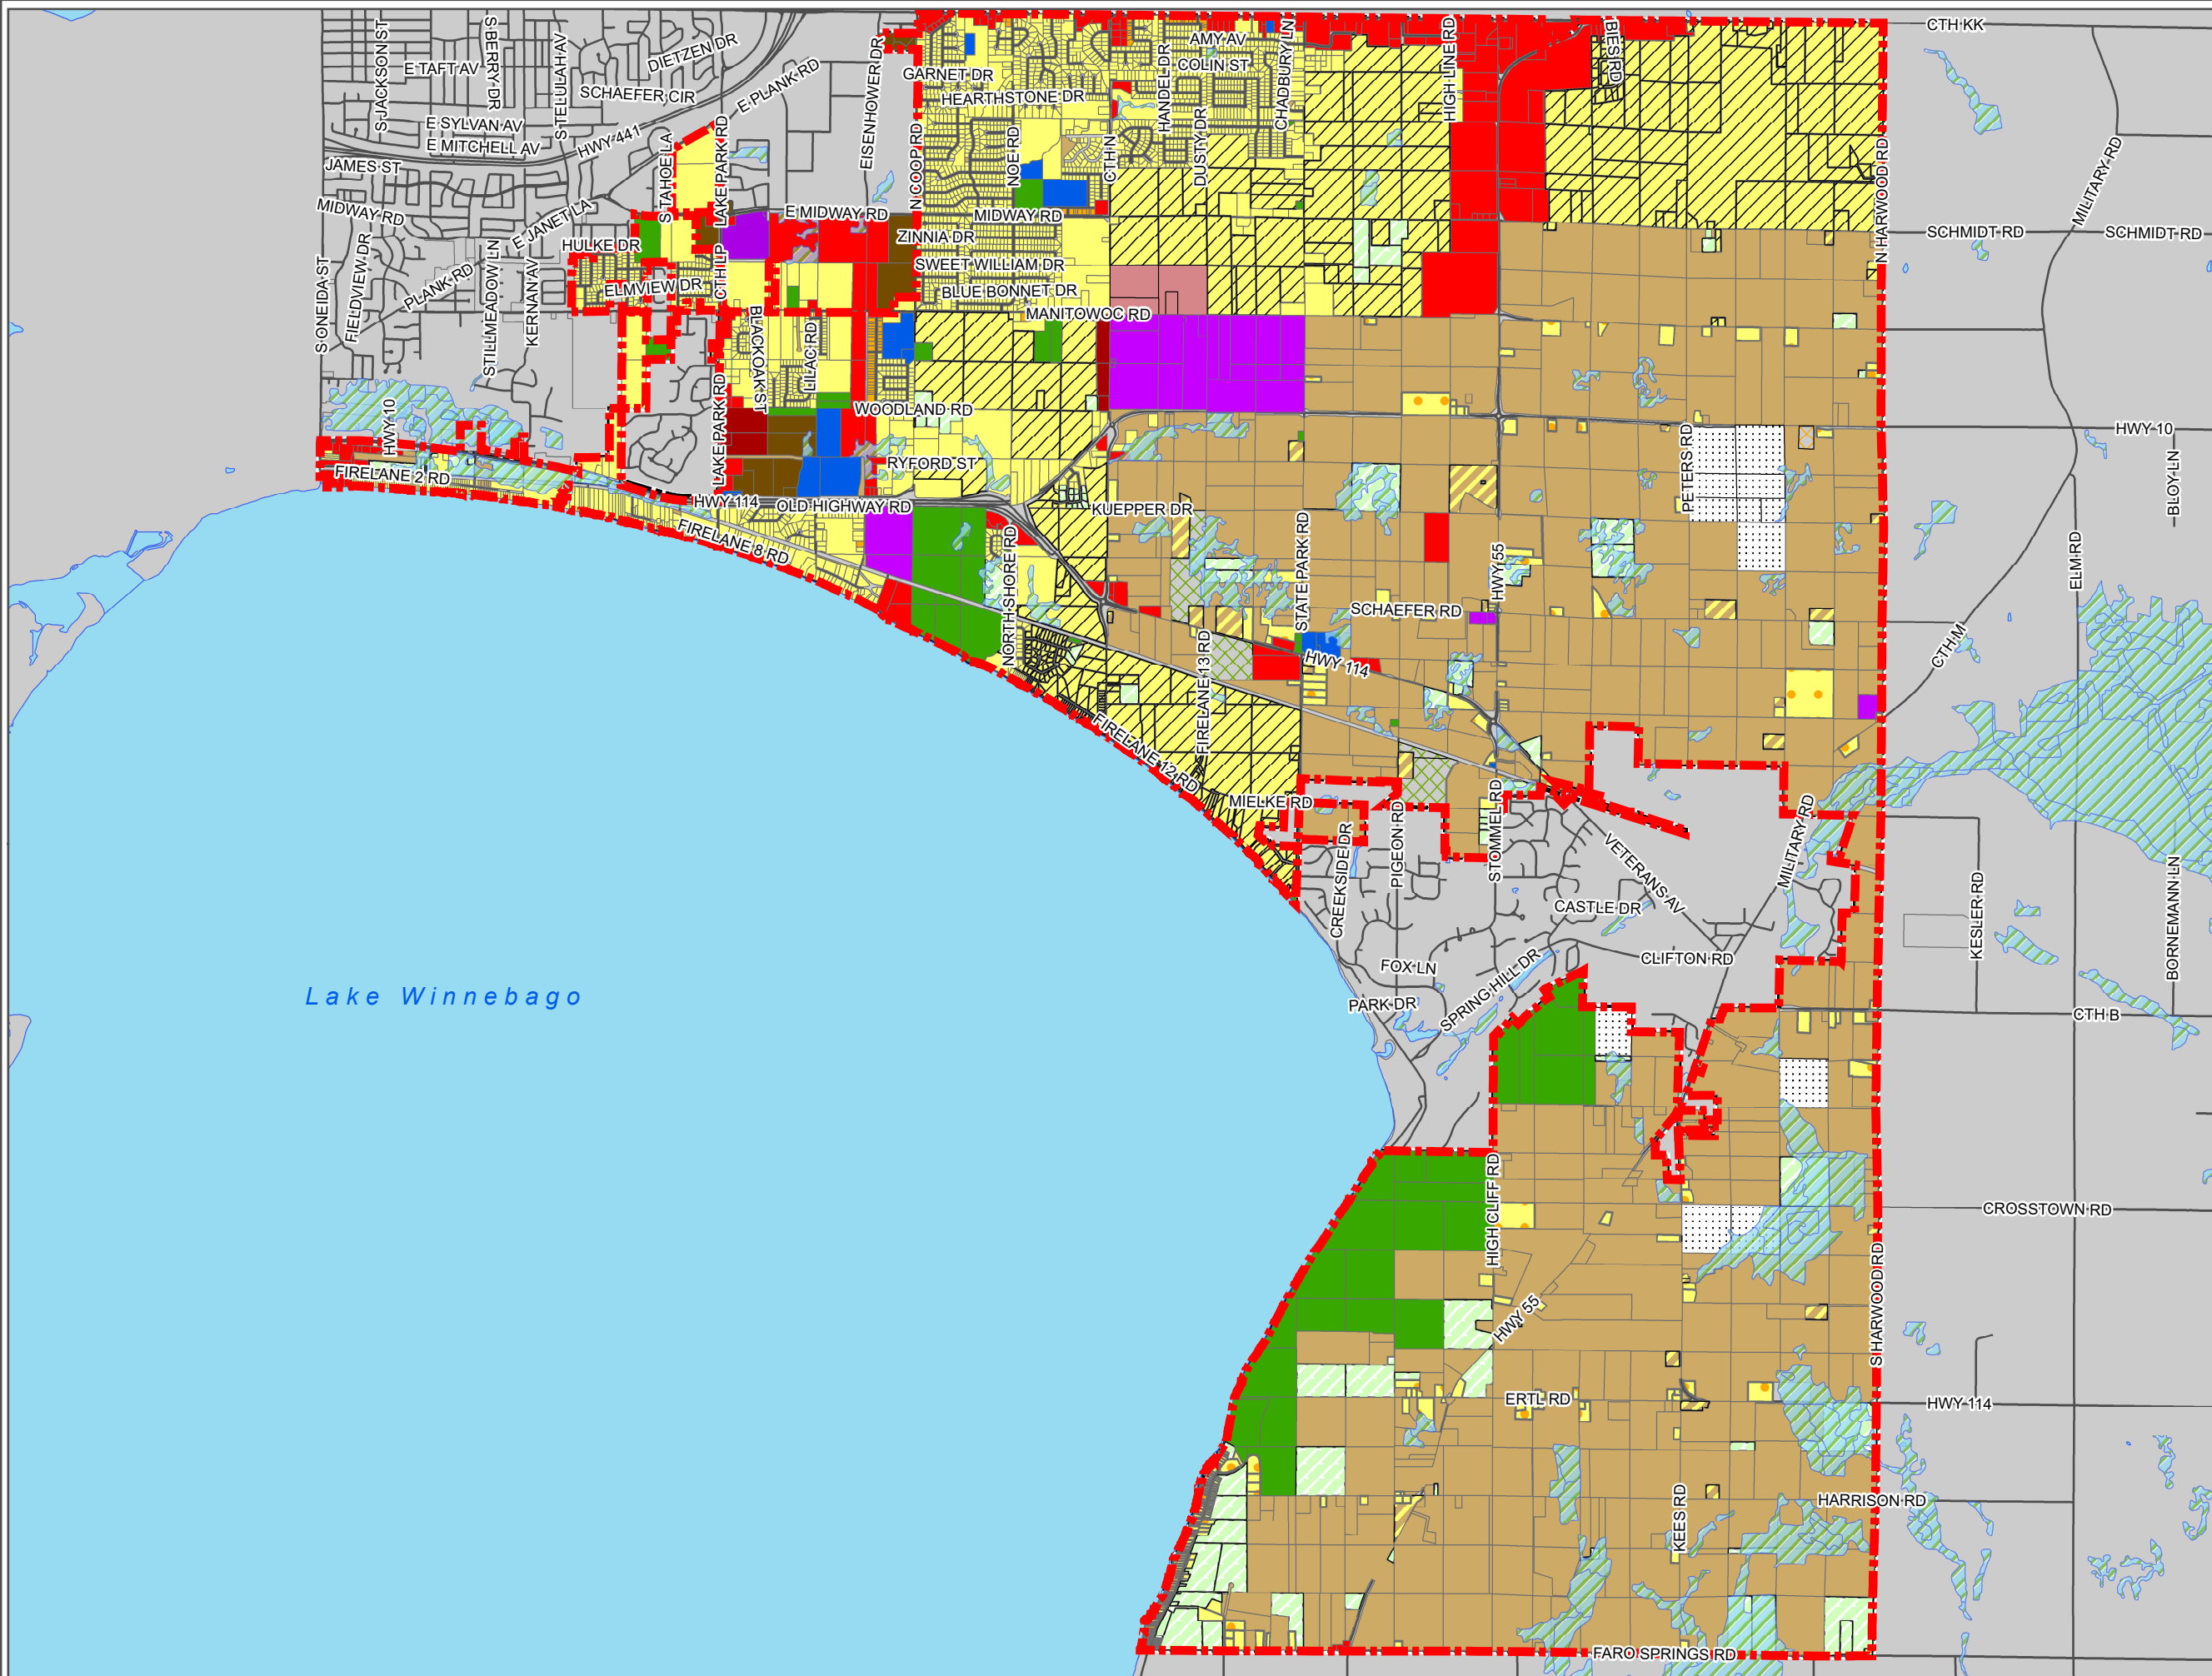 CTH KK
S JACKSON ST
S BERRY DR
S TELULAH AV
DIETZEN DR
E TAFT AV
SCHAEFER CIR
E PLANK RD
EISENHOWER DR
GARNET DR
HEARTHSTONE DR
AMY AV
COLIN ST
HANDEL DR
CHADBURY LN
HIGH LINE RD
BIES RD
E SYLVAN AV
E MITCHELL AV
HWY 441
JAMES ST
S TAHOE LA
LAKE PARK RD
N COOP RD
NOE RD
CTH N
DUSTY DR
N HARWOOD RD
MILITARY RD
MIDWAY RD
E JANET LA
E MIDWAY RD
MIDWAY RD
HULKE DR
ZINNIA DR
SCHMIDT RD
SCHMIDT RD
S ONEIDA ST
FIELDVIEW DR
PLANK RD
STILLMEADOW LN
KERNAN AV
ELMVIEW DR
CTH LP
SWEET WILLIAM DR
BLUE BONNET DR
MANITOWOC RD
BLACKOAK ST
LILAC RD
HWY 10
LAKE PARK RD
WOODLAND RD
PETERS RD
HWY 10
BLOY LN
FIRELANE 2 RD
RYFORD ST
HWY 114
OLD HIGHWAY RD
KUEPPER DR
FIRELANE 8 RD
NORTH SHORE RD
STATE PARK RD
HWY 55
ELM RD
SCHAEFER RD
FIRELANE 13 RD
HWY 114
CTH M
FIRELANE 12 RD
MIELKE RD
CREEKSIDE DR
PIGEON RD
STOMMEL RD
VETERANS AV
MILITARY RD
CASTLE DR
KESLER RD
BORNEMANN LN
FOX LN
CLIFTON RD
Lake Winnebago
PARK DR
SPRING HILL DR
CTH B
HIGH CLIFF RD
CROSSTOWN RD
S HARWOOD RD
HWY 55
ERTL RD
HWY 114
KEES RD
HARRISON RD
FARO SPRINGS RD